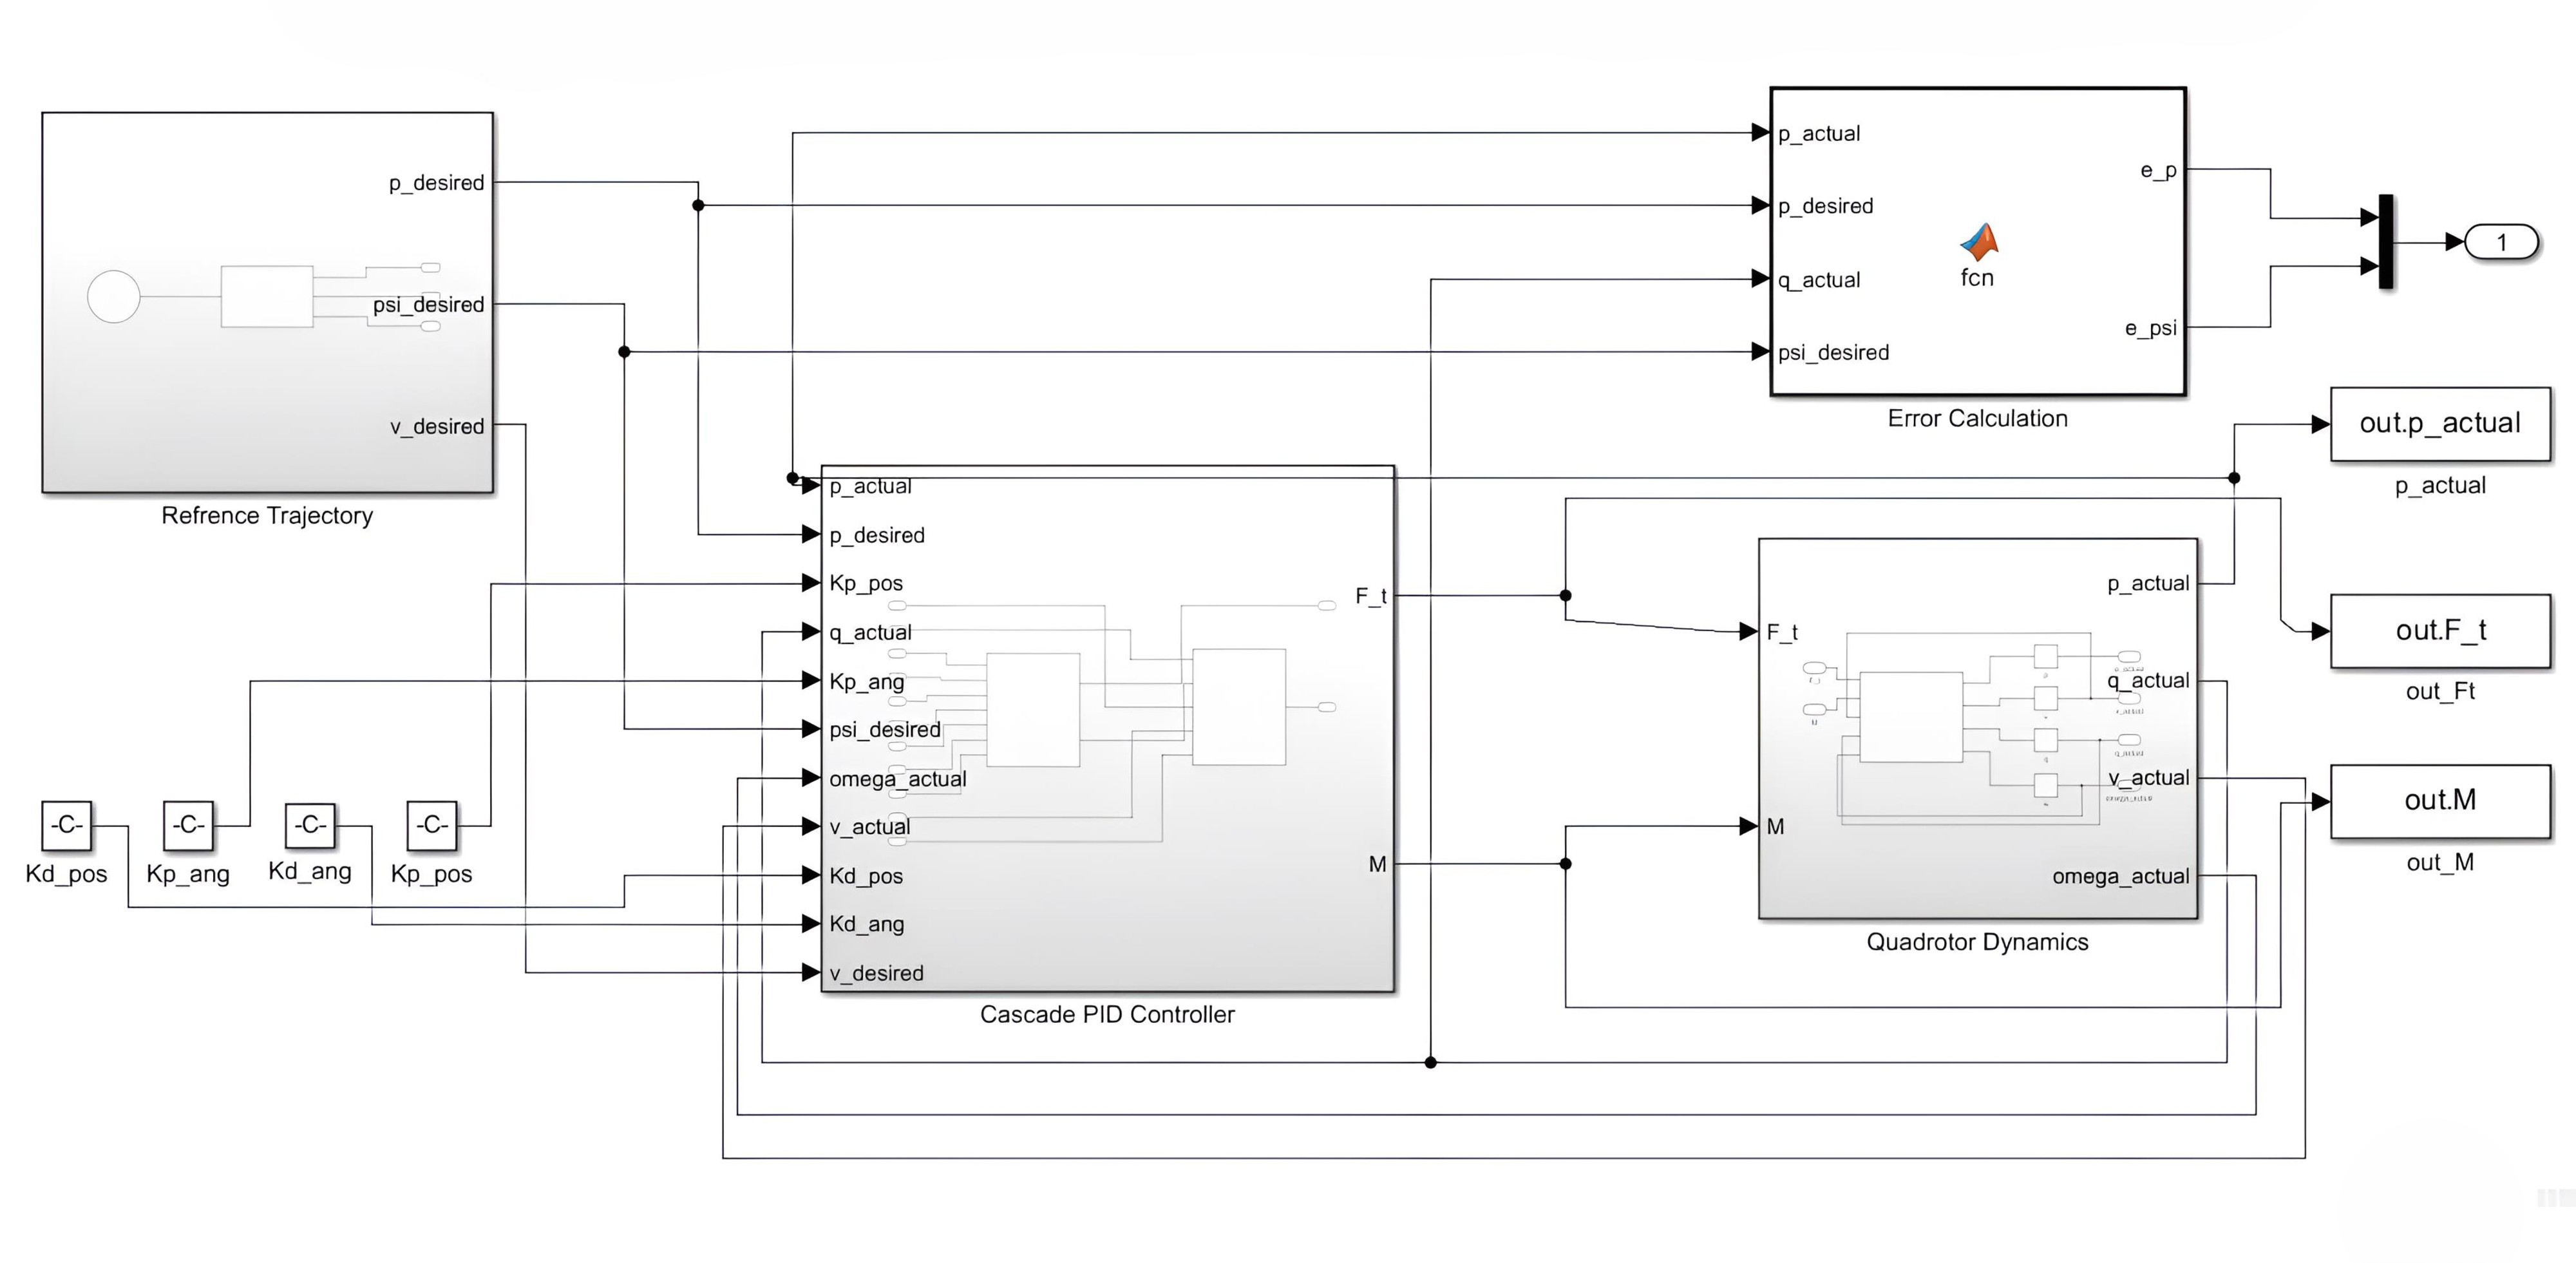 p_desired
psi_desired
v_desired
Refrence Trajectory
p_actual
p_desired
q_actual
psi_desired
fcn
e_p
e_psi
Error Calculation
1
out.p_actual
p_actual
out.F_t
out_Ft
out.M
out_M
p_actual
p_desired
Kp_pos
q_actual
Kp_ang
psi_desired
omega_actual
v_actual
Kd_pos
Kd_ang
v_desired
F_t
M
Cascade PID Controller
F_t
M
p_actual
q_actual
v_actual
omega_actual
Quadrotor Dynamics
-C-
Kd_pos
-C-
Kp_ang
-C-
Kd_ang
-C-
Kp_pos